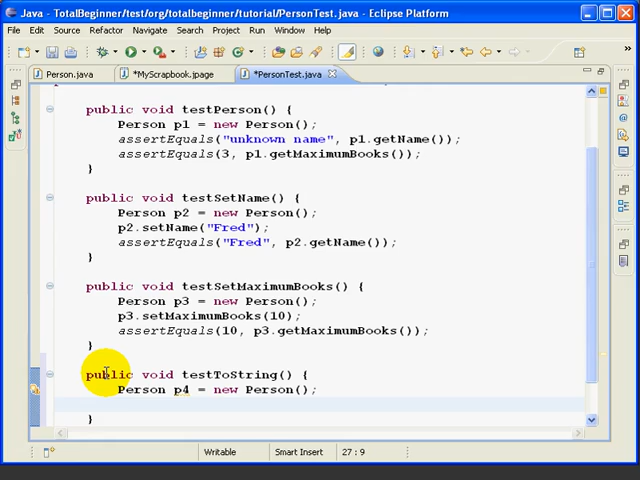 Java - TotalBeginner/test/org/totalbeginner/tutorial/PersonTest.java - Eclipse Platform
File Edit Source Refactor Navigate Search Project Run Window Help
Person.java *MyScrapbook.jpage *PersonTest.java
public void testPerson() {
Person p1 = new Person();
assertEquals("unknown name", p1.getName());
assertEquals(3, p1.getMaximumBooks());
}
public void testSetName() {
Person p2 = new Person();
p2.setName("Fred");
assertEquals("Fred", p2.getName());
}
public void testSetMaximumBooks() {
Person p3 = new Person();
p3.setMaximumBooks(10);
assertEquals(10, p3.getMaximumBooks());
}
public void testToString() {
Person p4 = new Person();
}
Writable Smart Insert 27 : 9